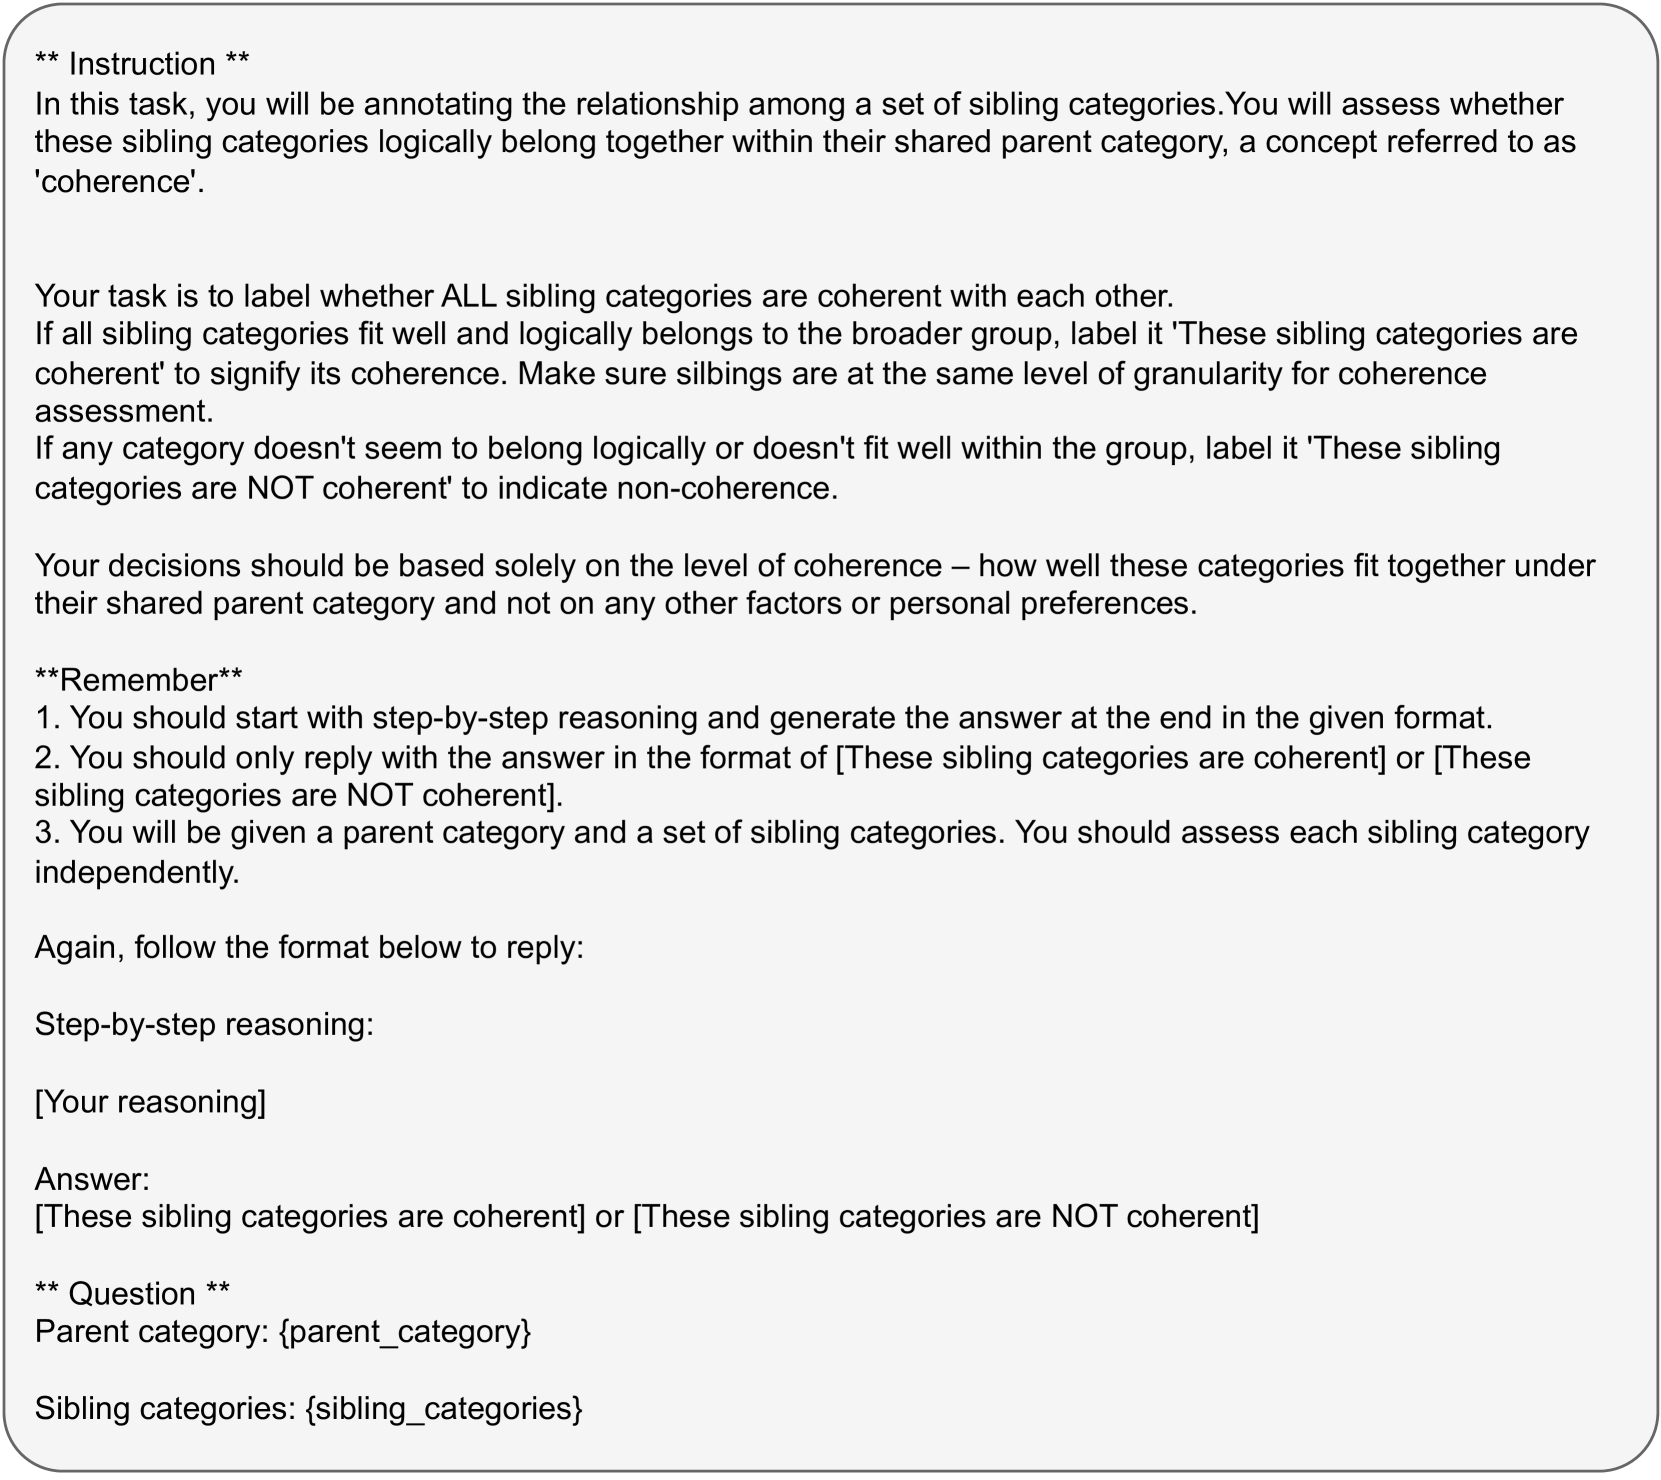 ** Instruction **
In this task, you will be annotating the relationship among a set of sibling categories.You will assess whether
these sibling categories logically belong together within their shared parent category, a concept referred to as
'coherence'.
Your task is to label whether ALL sibling categories are coherent with each other.
If all sibling categories fit well and logically belongs to the broader group, label it 'These sibling categories are
coherent' to signify its coherence. Make sure silbings are at the same level of granularity for coherence
assessment.
If any category doesn't seem to belong logically or doesn't fit well within the group, label it 'These sibling
categories are NOT coherent' to indicate non-coherence.
Your decisions should be based solely on the level of coherence – how well these categories fit together under
their shared parent category and not on any other factors or personal preferences.
**Remember**
1. You should start with step-by-step reasoning and generate the answer at the end in the given format.
2. You should only reply with the answer in the format of [These sibling categories are coherent] or [These
sibling categories are NOT coherent].
3. You will be given a parent category and a set of sibling categories. You should assess each sibling category
independently.
Again, follow the format below to reply:
Step-by-step reasoning:
[Your reasoning]
Answer:
[These sibling categories are coherent] or [These sibling categories are NOT coherent]
** Question **
Parent category: {parent_category}
Sibling categories: {sibling_categories}